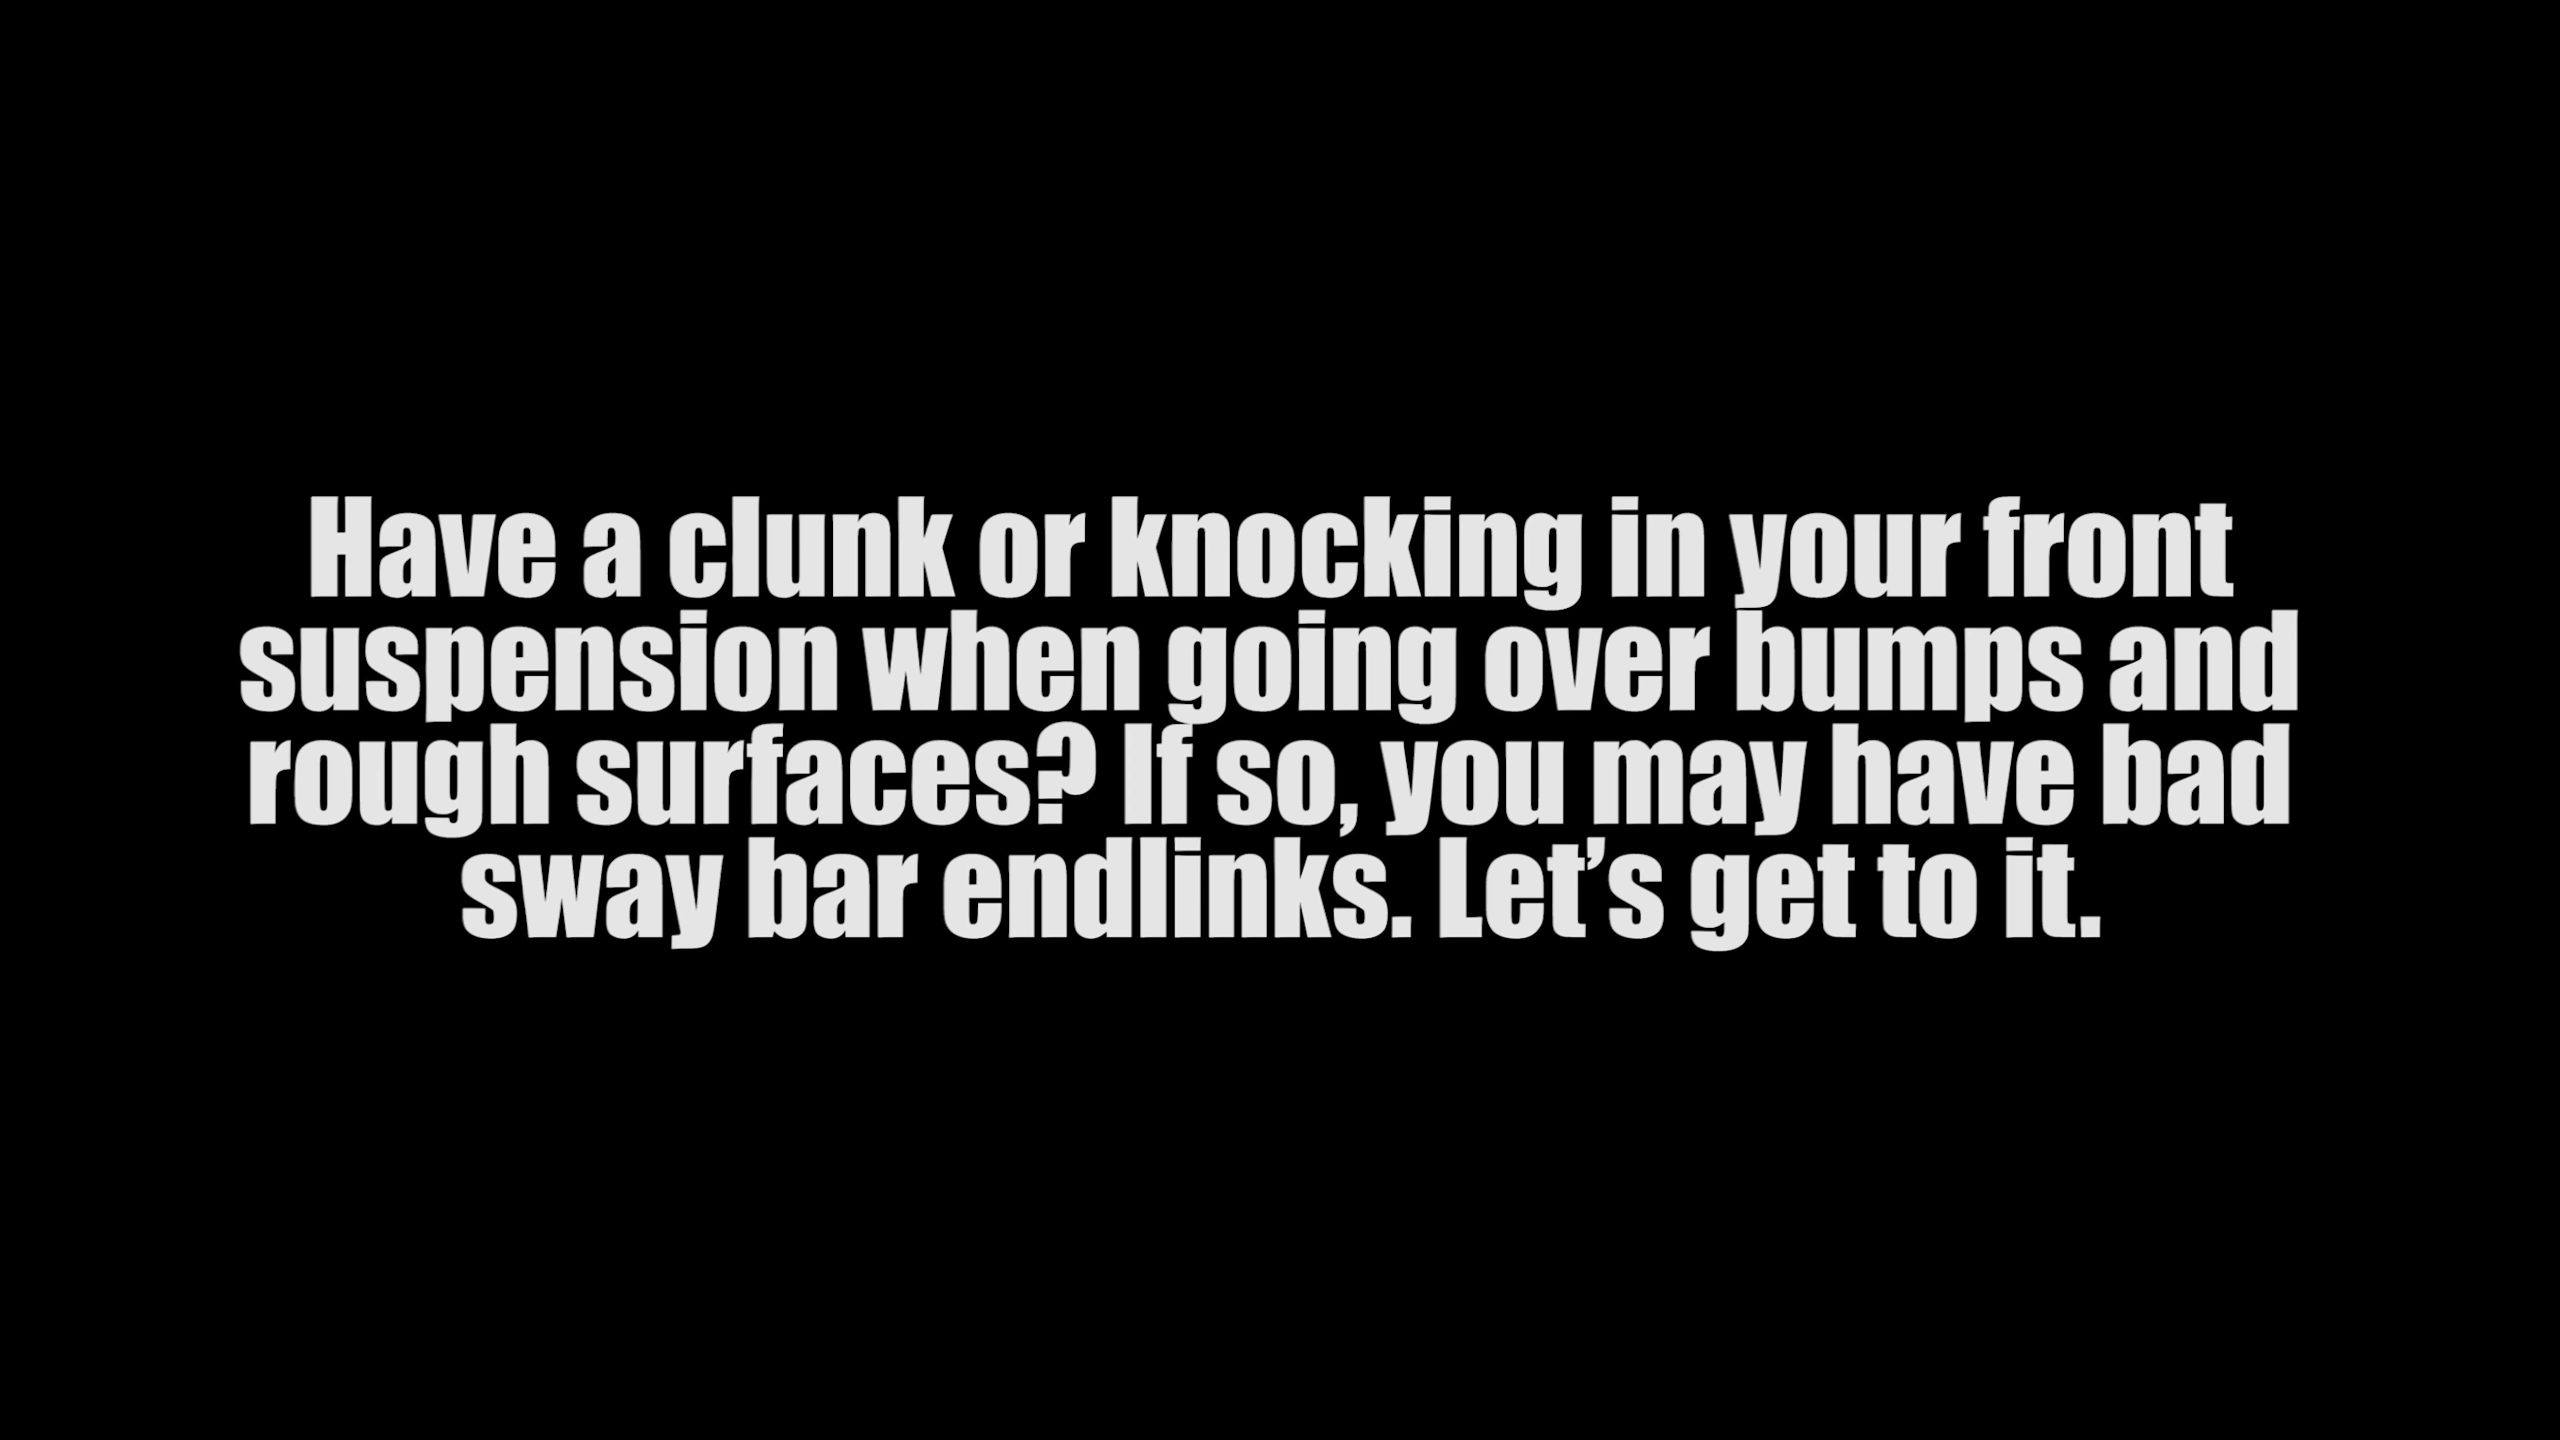 Have a clunk or knocking in your front
suspension when going over bumps and
rough surfaces? If so, you may have bad
sway bar endlinks. Let’s get to it.